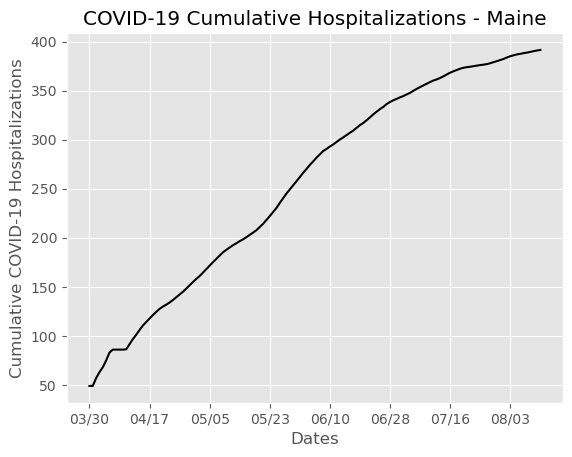 COVID-19 Cumulative Hospitalizations - Maine
400
350
300
250
200
150
100
50
Cumulative COVID-19 Hospitalizations
03/30 04/17 05/05 05/23 06/10 06/28 07/16 08/03
Dates